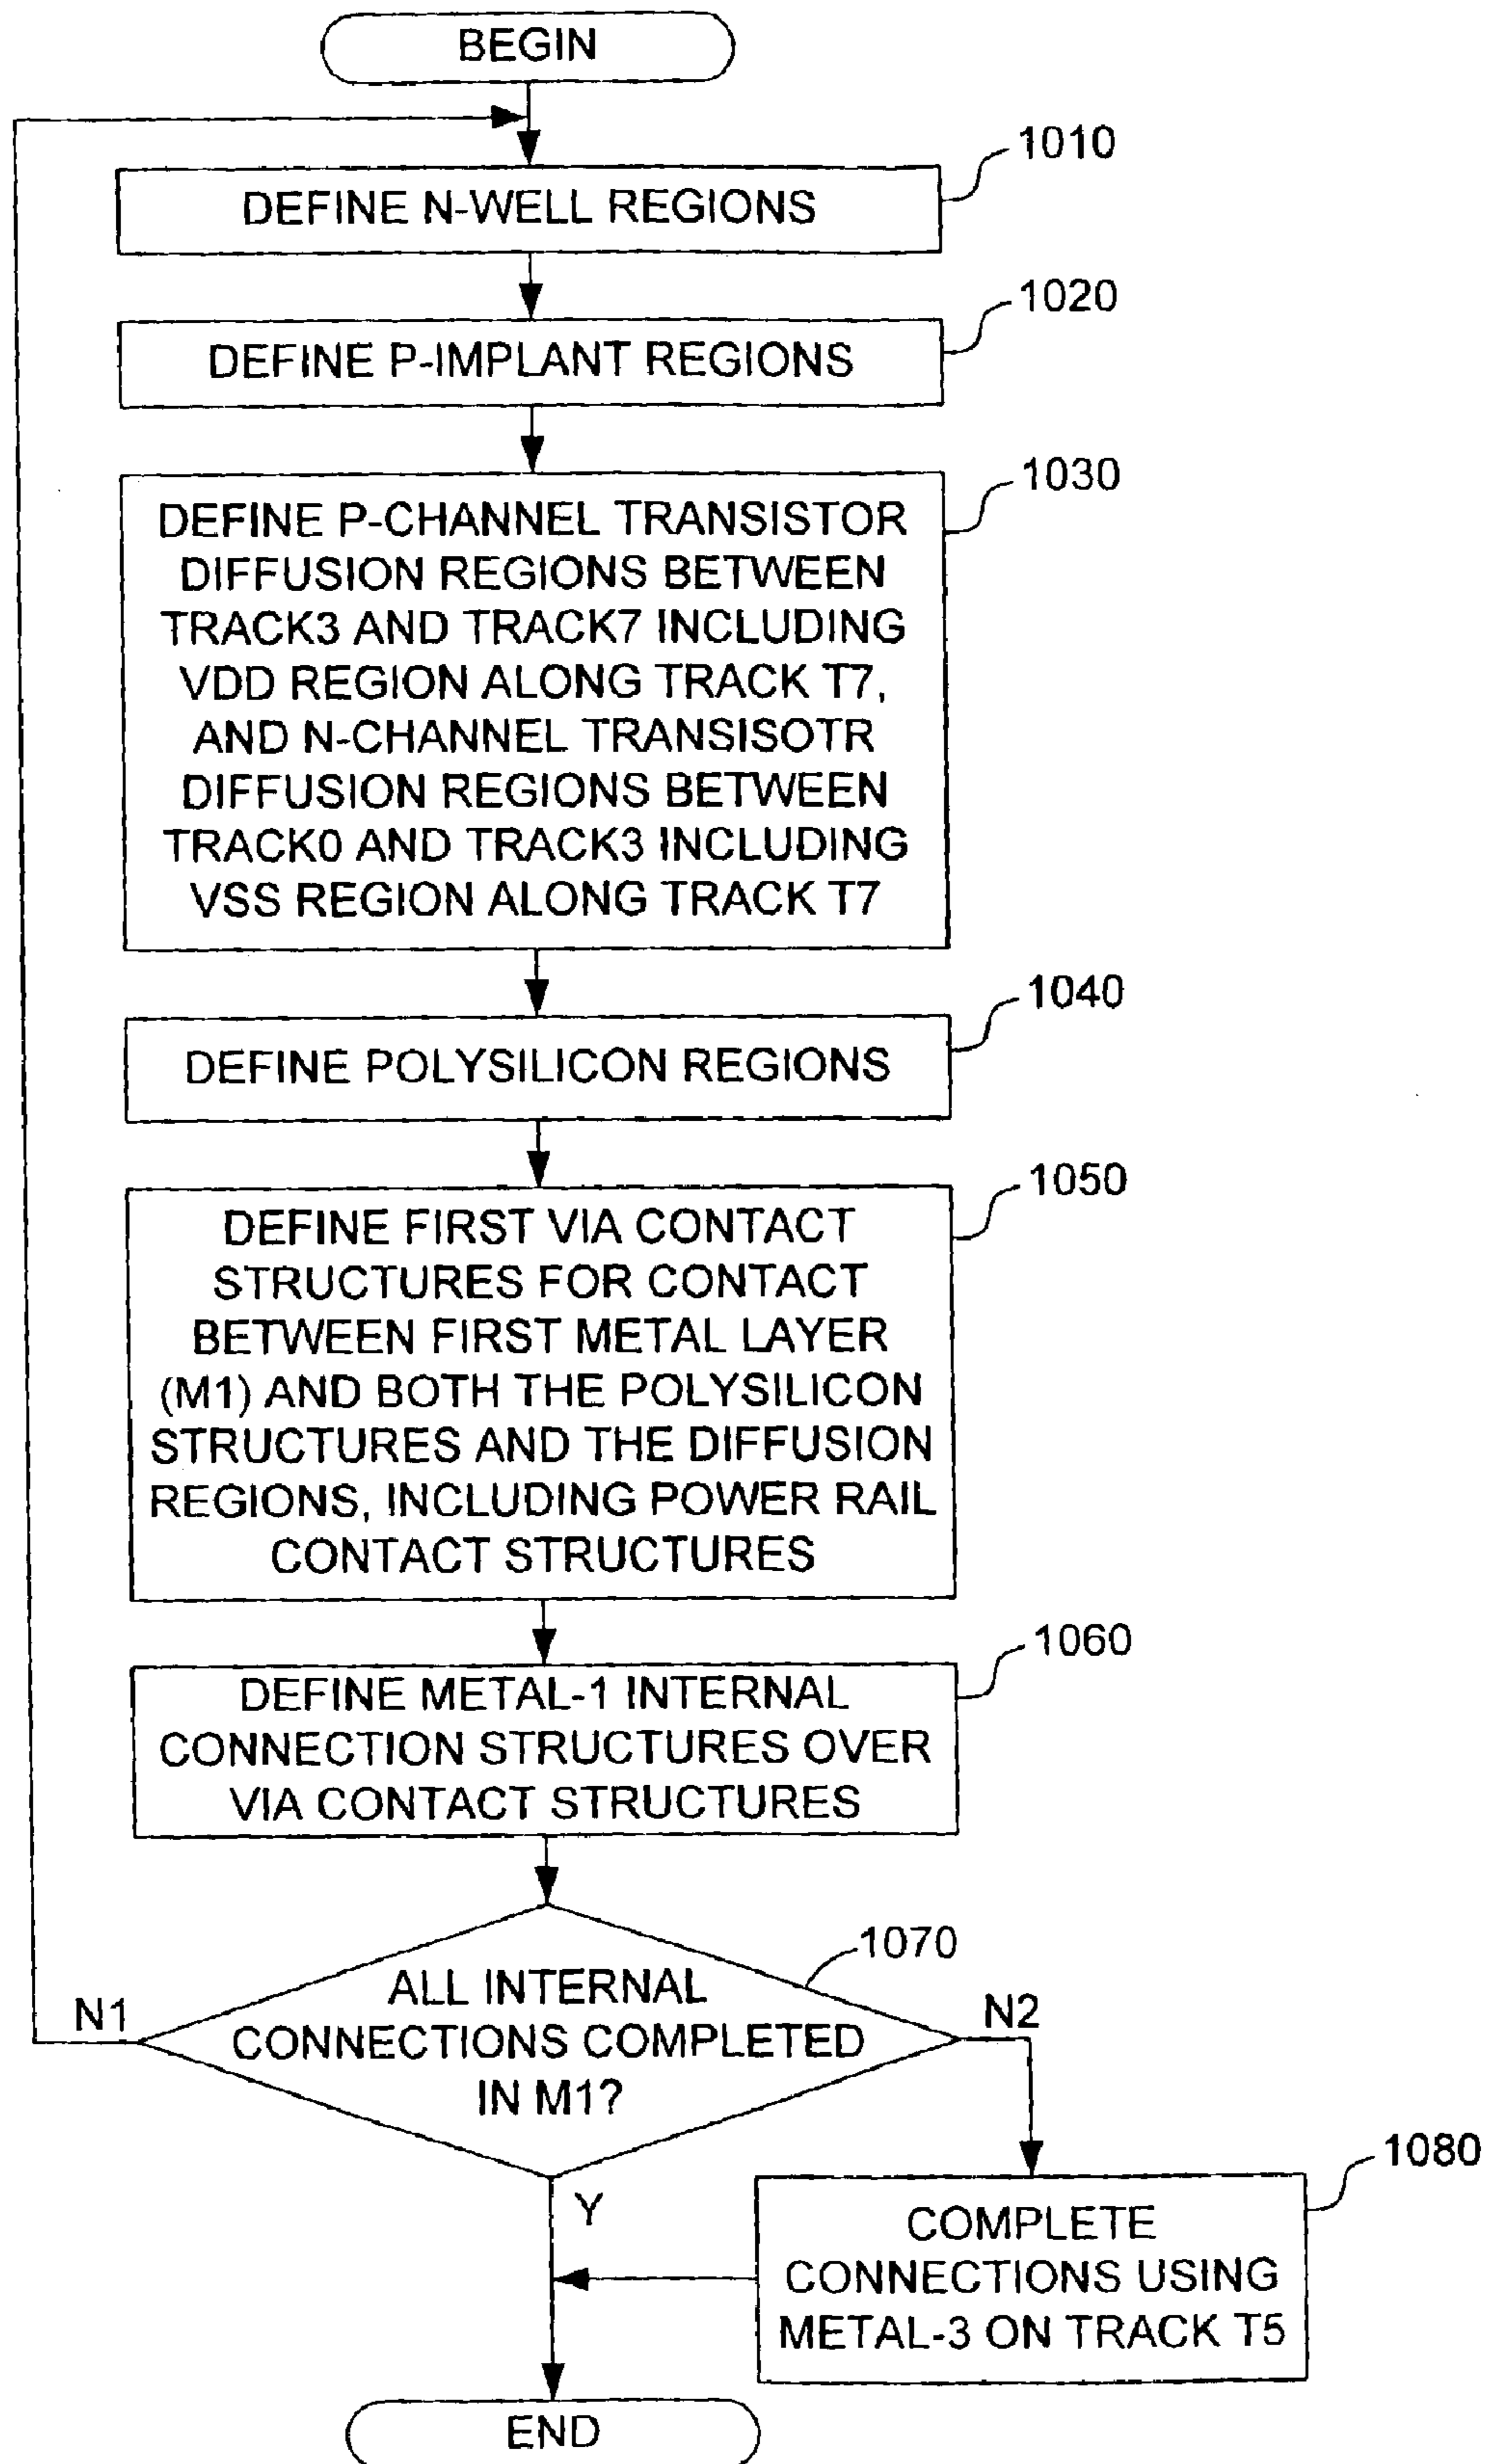 BEGIN
1010
DEFINE N-WELL REGIONS
1020
DEFINE P-IMPLANT REGIONS
1030
DEFINE P-CHANNEL TRANSISTOR
DIFFUSION REGIONS BETWEEN
TRACK3 AND TRACK7 INCLUDING
VDD REGION ALONG TRACK T7,
AND N-CHANNEL TRANSISOTR
DIFFUSION REGIONS BETWEEN
TRACK0 AND TRACK3 INCLUDING
VSS REGION ALONG TRACK T7
1040
DEFINE POLYSILICON REGIONS
1050
DEFINE FIRST VIA CONTACT
STRUCTURES FOR CONTACT
BETWEEN FIRST METAL LAYER
(M1) AND BOTH THE POLYSILICON
STRUCTURES AND THE DIFFUSION
REGIONS, INCLUDING POWER RAIL
CONTACT STRUCTURES
1060
DEFINE METAL-1 INTERNAL
CONNECTION STRUCTURES OVER
VIA CONTACT STRUCTURES
1070
ALL INTERNAL
CONNECTIONS COMPLETED
IN M1?
N1
N2
Y
1080
COMPLETE
CONNECTIONS USING
METAL-3 ON TRACK T5
END